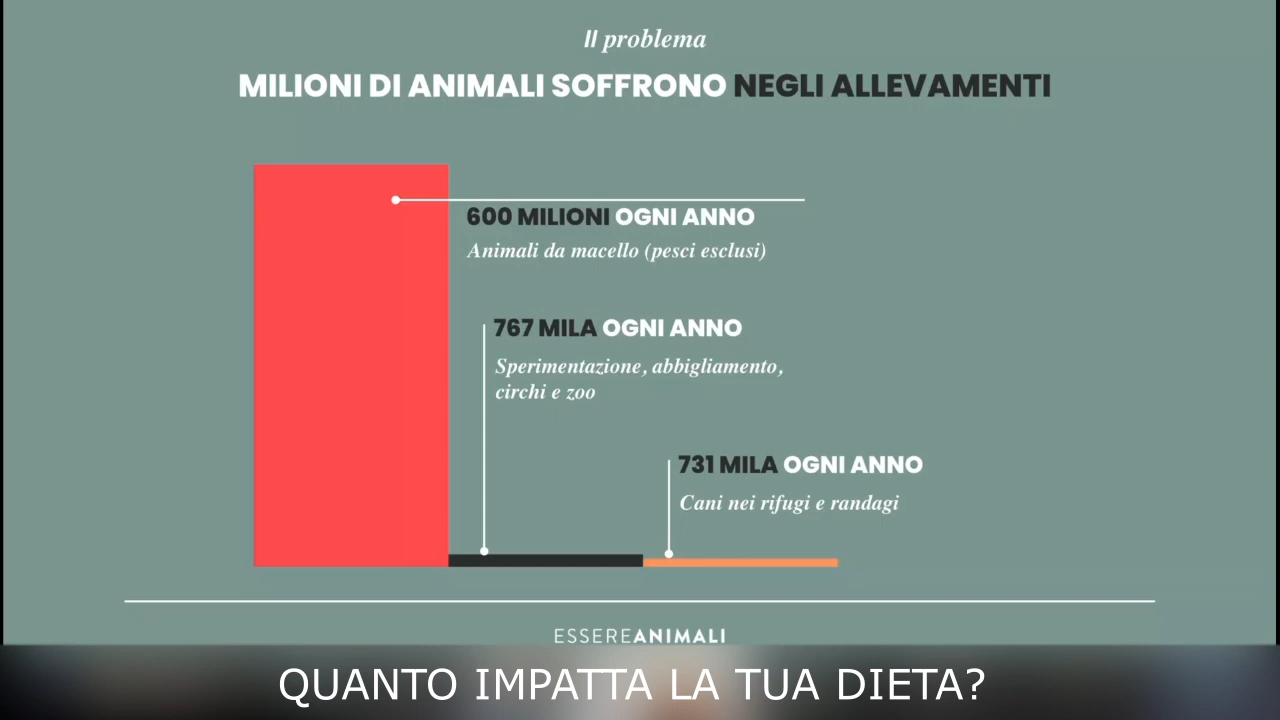 Il problema
MILIONI DI ANIMALI SOFFRONO NEGLI ALLEVAMENTI
600 MILIONI OGNI ANNO
Animali da macello (pesci esclusi)
767 MILA OGNI ANNO
Sperimentazione, abbigliamento,
circhi e zoo
731 MILA OGNI ANNO
Cani nei rifugi e randagi
ESSEREANIMALI
QUANTO IMPATTA LA TUA DIETA?